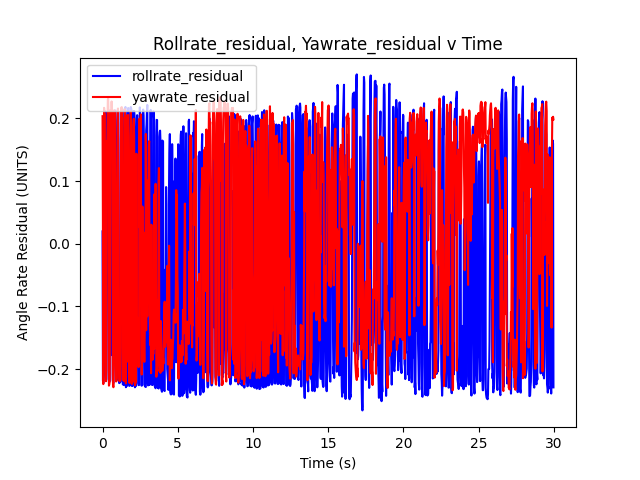 Rollrate_residual, Yawrate_residual v Time
rollrate_residual
yawrate_residual
Angle Rate Residual (UNITS)
0.2
0.1
0.0
−0.1
−0.2
0 5 10 15 20 25 30
Time (s)